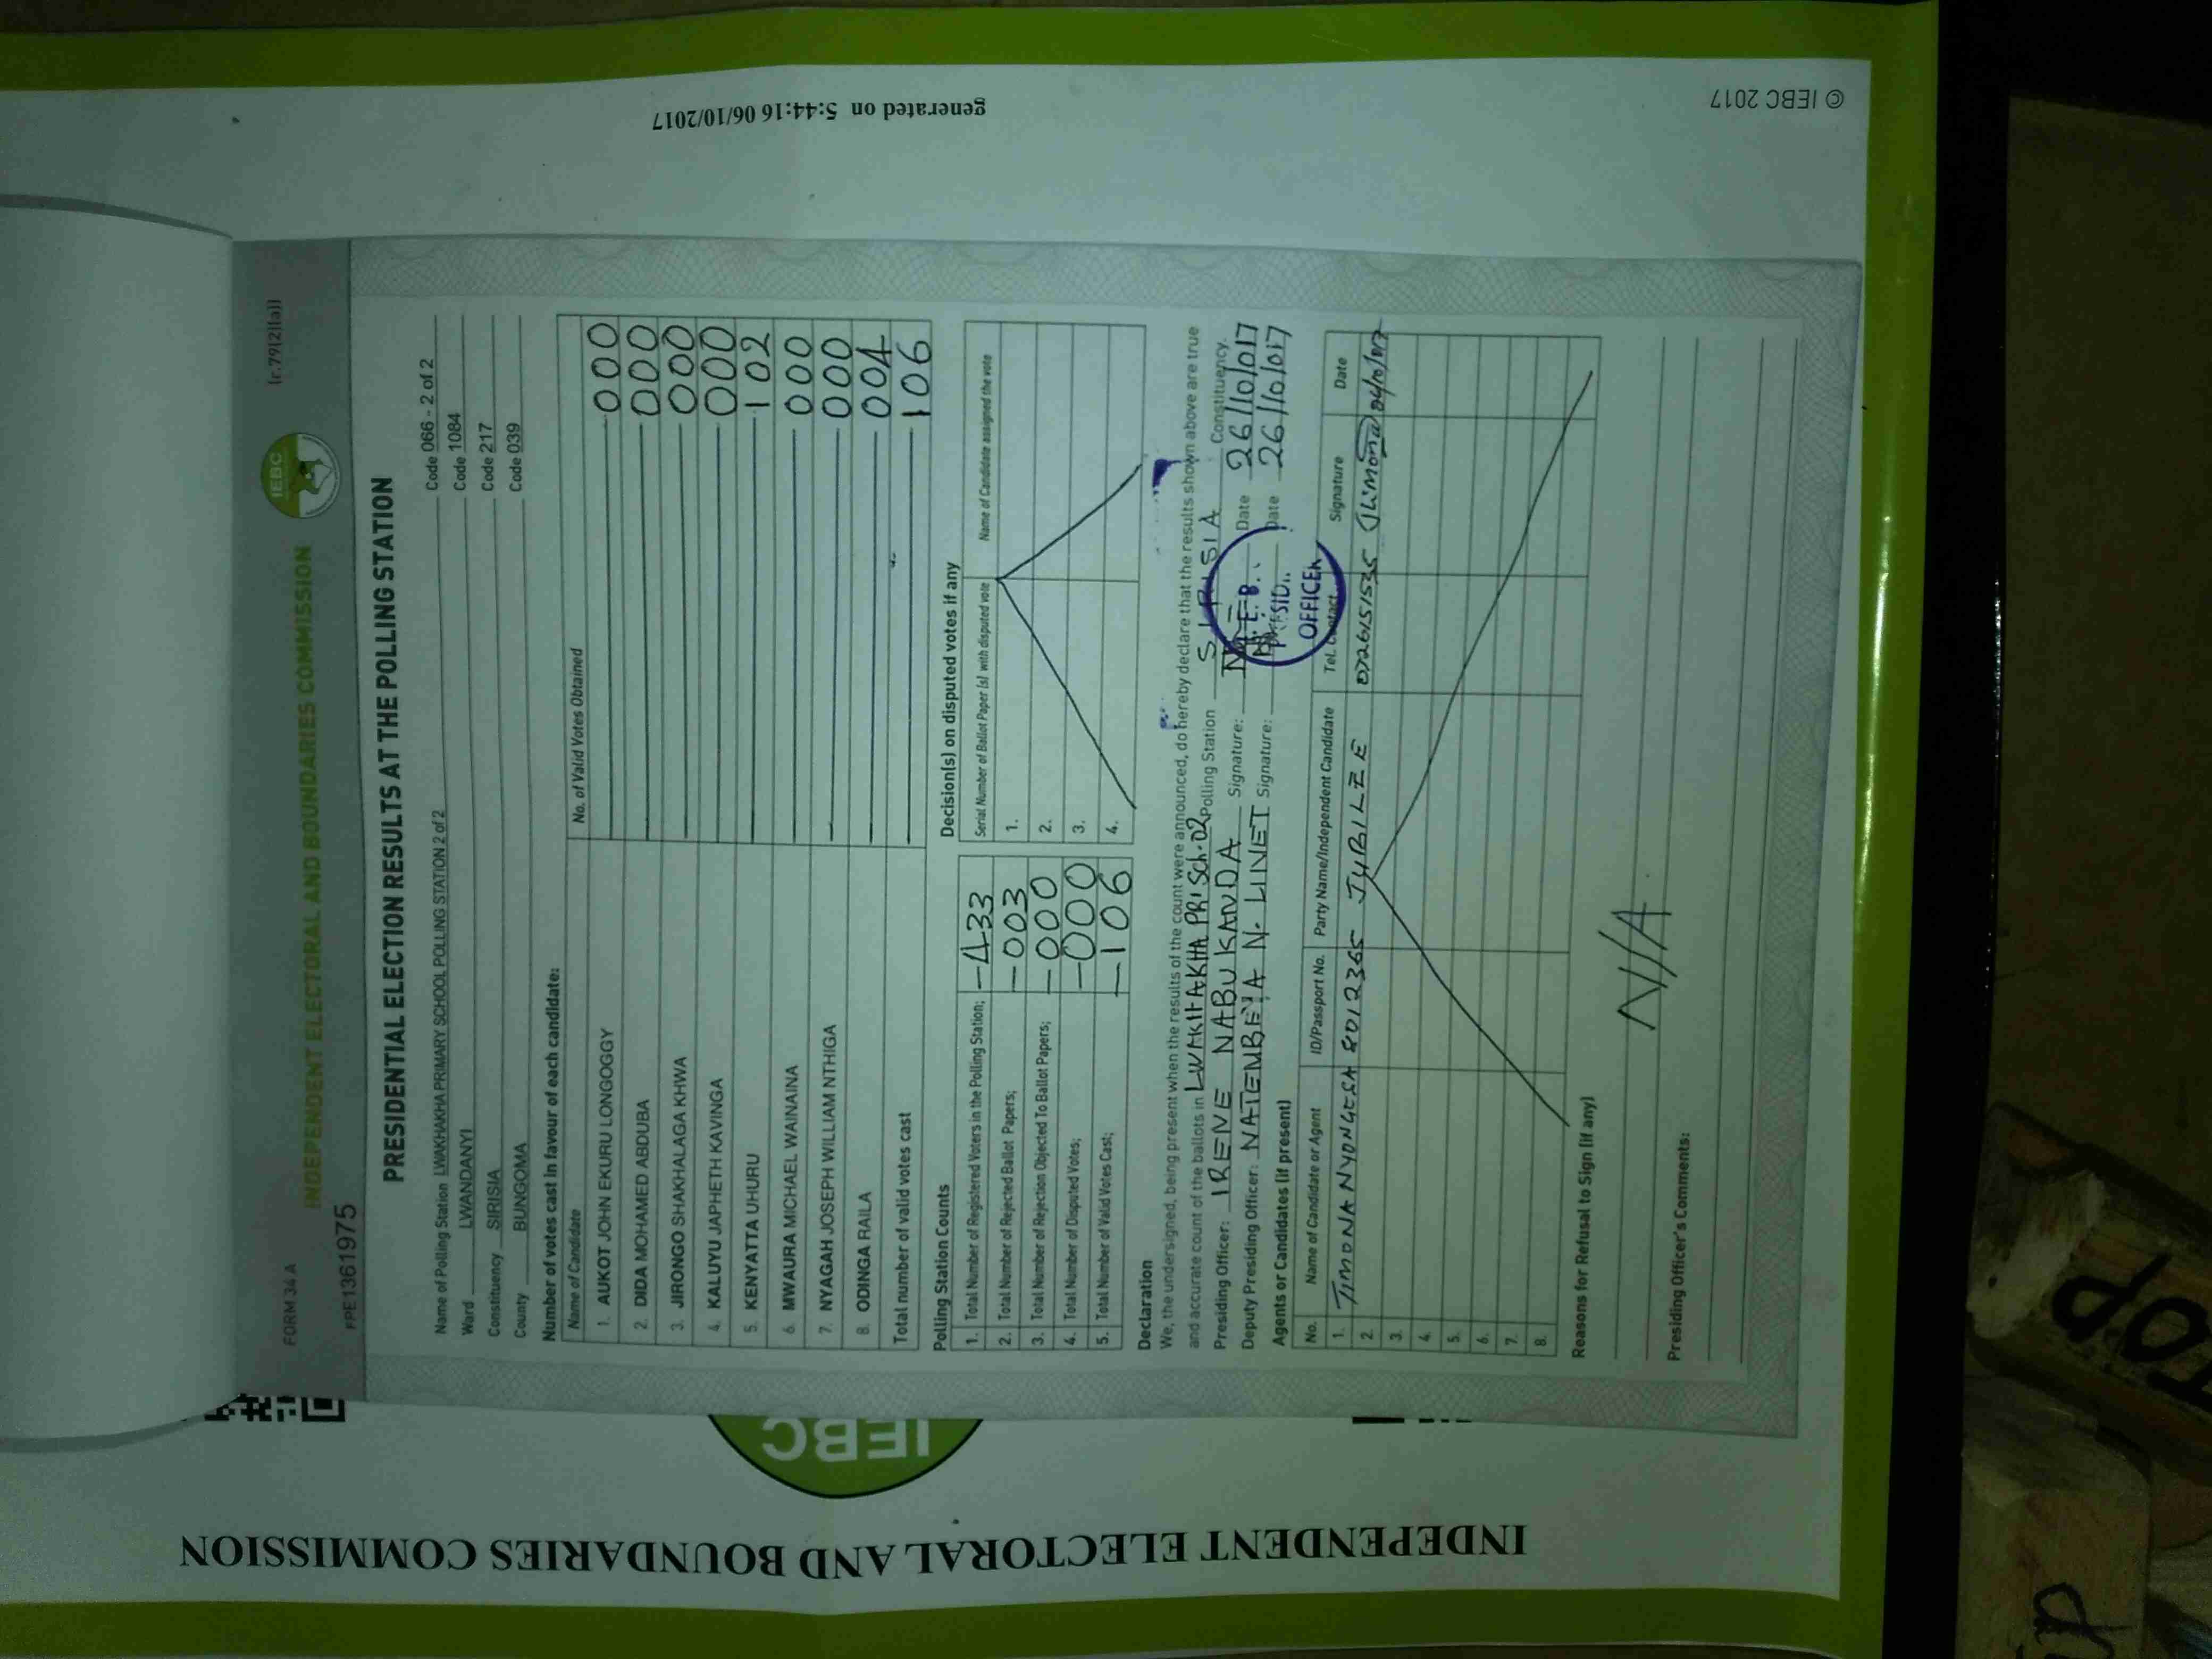 INDEPENDENT ELECTORAL AND BOUNDARIES COMMISSION
IEBC
generated on 5:44:16 06/10/2017
© IEBC 2017
FORM 34 A
(r.79(2)(a))
INDEPENDENT ELECTORAL AND BOUNDARIES COMMISSION
IEBC
PPE1361975
PRESIDENTIAL ELECTION RESULTS AT THE POLLING STATION
Name of Polling Station LWAKHAKHA PRIMARY SCHOOL POLLING STATION 2 of 2 Code 066 - 2 of 2
Ward LWANDANYI Code 1084
Constituency SIRISIA Code 217
County BUNGOMA Code 039
Number of votes cast in favour of each candidate:
Name of Candidate No. of Valid Votes Obtained
1. AUKOT JOHN EKURU LONGOGGY 000
2. DIDA MOHAMED ABDUBA 000
3. JIRONGO SHAKHALAGA KHWA 000
4. KALUYU JAPHETH KAVINGA 000
5. KENYATTA UHURU 102
6. MWAURA MICHAEL WAINAINA 000
7. NYAGAH JOSEPH WILLIAM NTHIGA 000
8. ODINGA RAILA 004
Total number of valid votes cast 106
Polling Station Counts
1. Total Number of Registered Voters in the Polling Station; -433
2. Total Number of Rejected Ballot Papers; -003
3. Total Number of Rejection Objected To Ballot Papers; -000
4. Total Number of Disputed Votes; -000
5. Total Number of Valid Votes Cast; -106
Decision(s) on disputed votes if any
Serial Number of Ballot Paper (s) with disputed vote Name of Candidate assigned the vote
1.
2.
3.
4.
Declaration
We, the undersigned, being present when the results of the count were announced, do hereby declare that the results shown above are true
and accurate count of the ballots in LWAKHAKHA PRI SCH-02 Polling Station SIRISIA Constituency.
Presiding Officer: IRENE NABUKANDA Signature: Date 26/10/017
Deputy Presiding Officer: NATEMBEYA N. LINET Signature: Date 26/10/017
OFFICER
Agents or Candidates (if present)
No. Name of Candidate or Agent ID/Passport No. Party Name/Independent Candidate Tel. Contact Signature Date
1. TIMONA NYONGESA 8012365 JUBILEE 0726151535
2.
3.
4.
5.
6.
7.
8.
Reasons for Refusal to Sign (if any)
N/A
Presiding Officer's Comments:
TOP